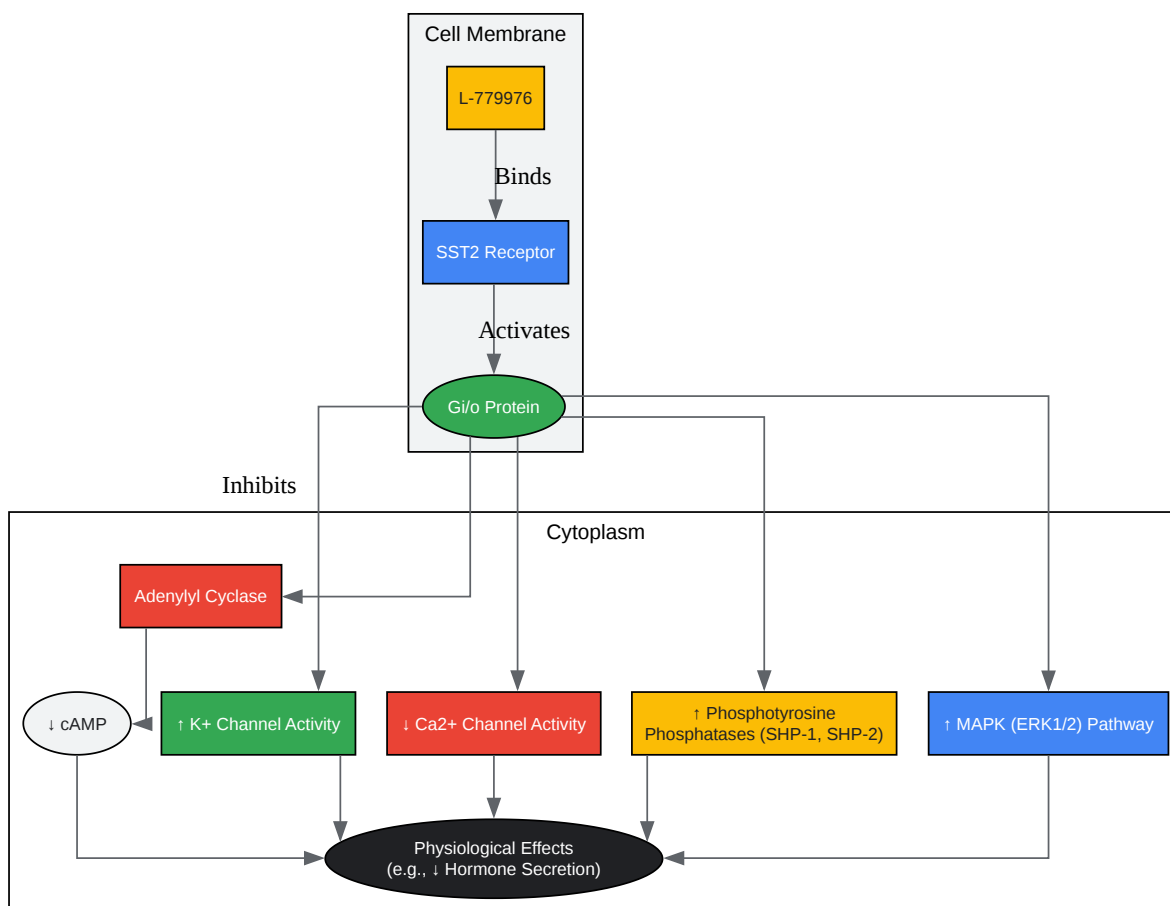 Cell Membrane
L-779976
Binds
SST2 Receptor
Activates
Gi/o Protein
Inhibits
Cytoplasm
Adenylyl Cyclase
↓ cAMP
↑ K+ Channel Activity
↓ Ca2+ Channel Activity
↑ Phosphotyrosine
Phosphatases (SHP-1, SHP-2)
↑ MAPK (ERK1/2) Pathway
Physiological Effects
(e.g., ↓ Hormone Secretion)